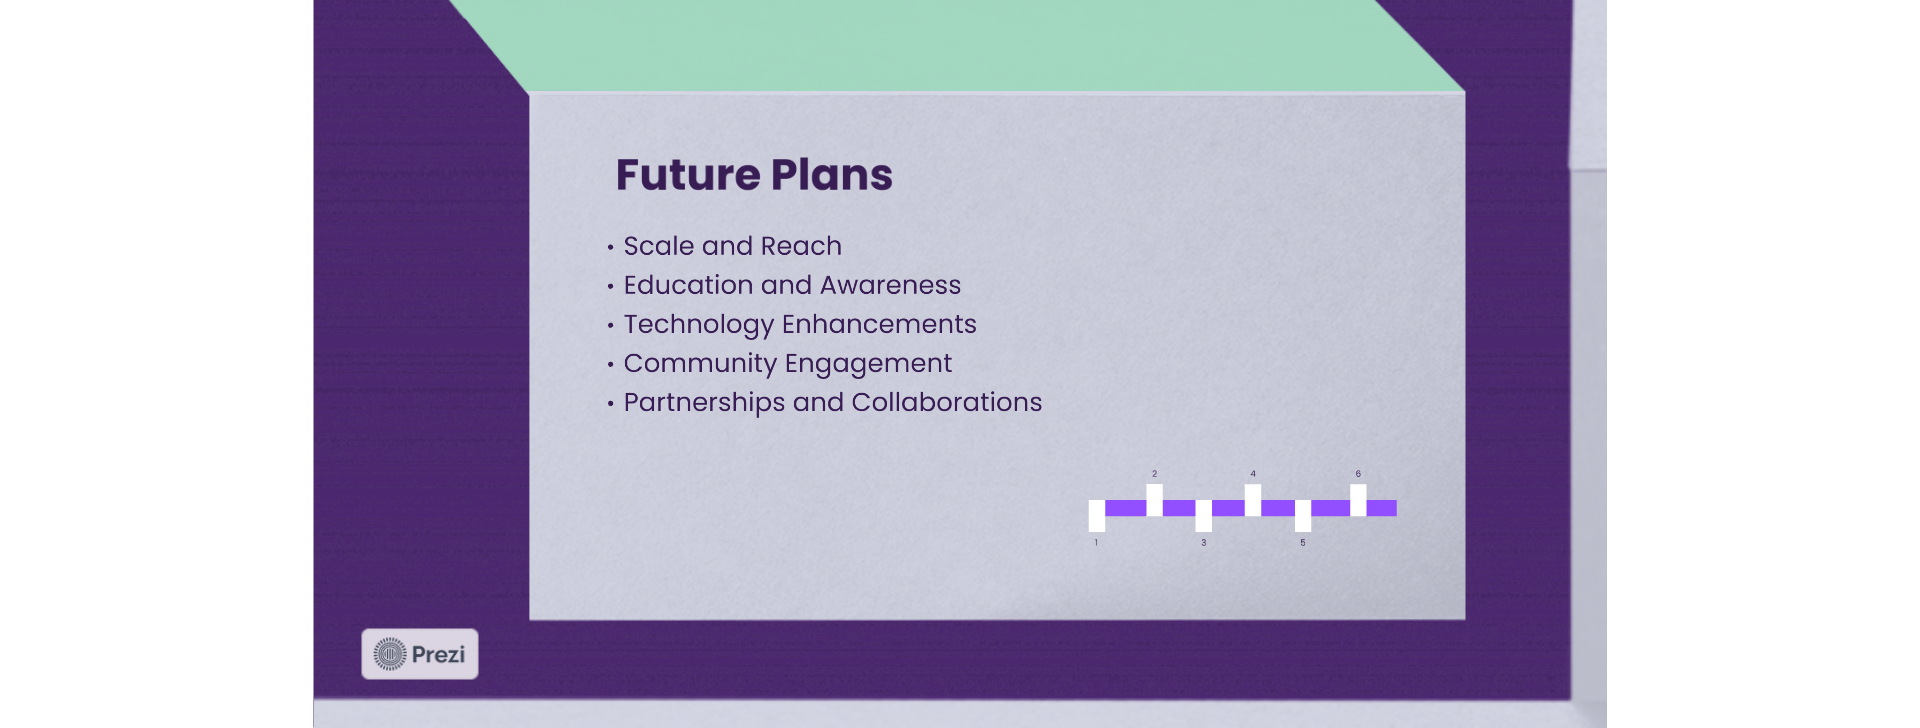 Future Plans
• Scale and Reach
• Education and Awareness
• Technology Enhancements
• Community Engagement
• Partnerships and Collaborations
2 4 6
1 3 5
Prezi